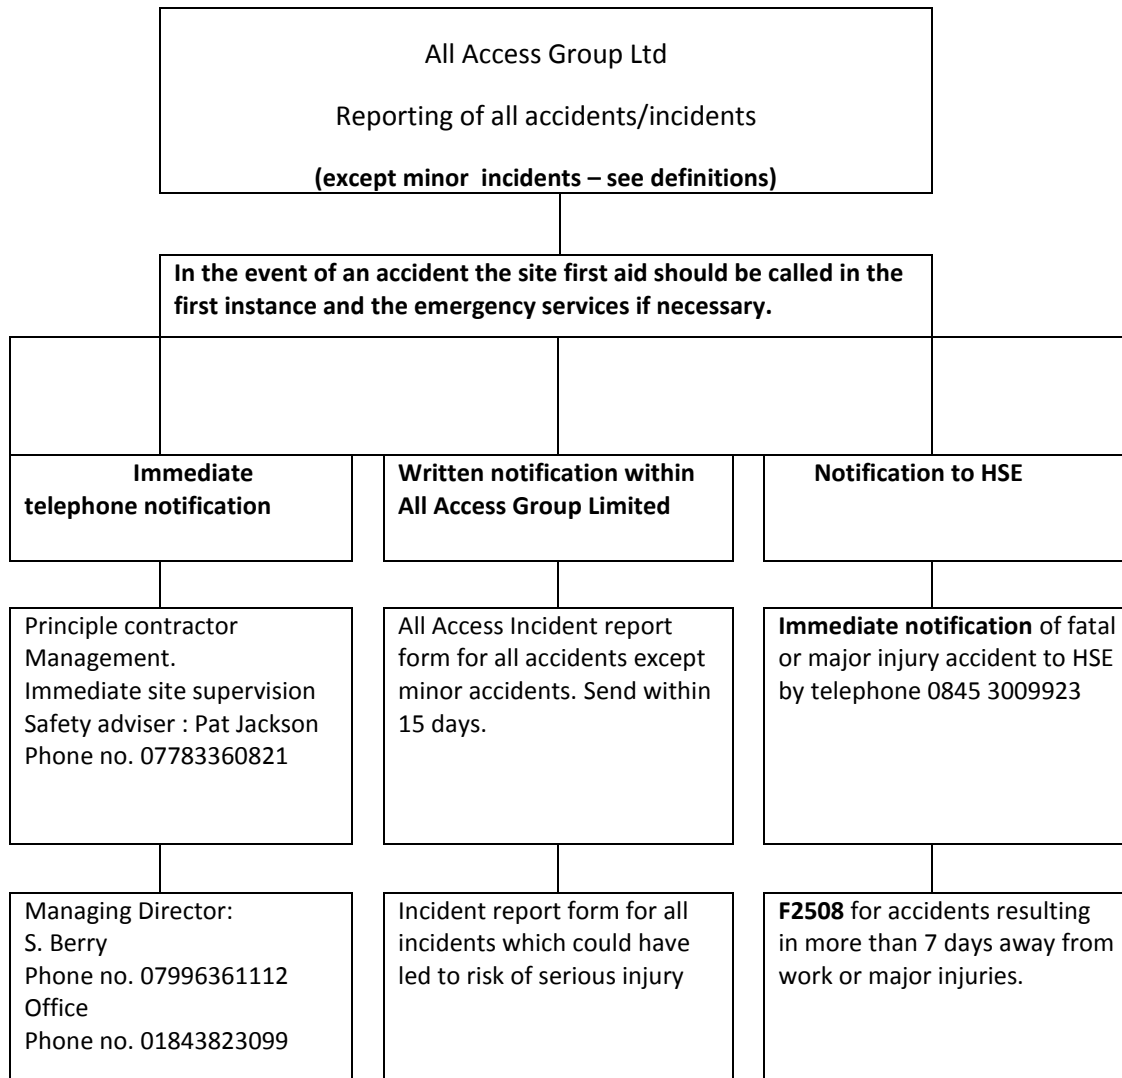 All Access Group Ltd
Reporting of all accidents/incidents
(except minor incidents – see definitions)
In the event of an accident the site first aid should be called in the
first instance and the emergency services if necessary.
Immediate
telephone notification
Written notification within
All Access Group Limited
Notification to HSE
Principle contractor
Management.
Immediate site supervision
Safety adviser : Pat Jackson
Phone no. 07783360821
All Access Incident report
form for all accidents except
minor accidents. Send within
15 days.
Immediate notification of fatal
or major injury accident to HSE
by telephone 0845 3009923
Managing Director:
S. Berry
Phone no. 07996361112
Office
Phone no. 01843823099
Incident report form for all
incidents which could have
led to risk of serious injury
F2508 for accidents resulting
in more than 7 days away from
work or major injuries.